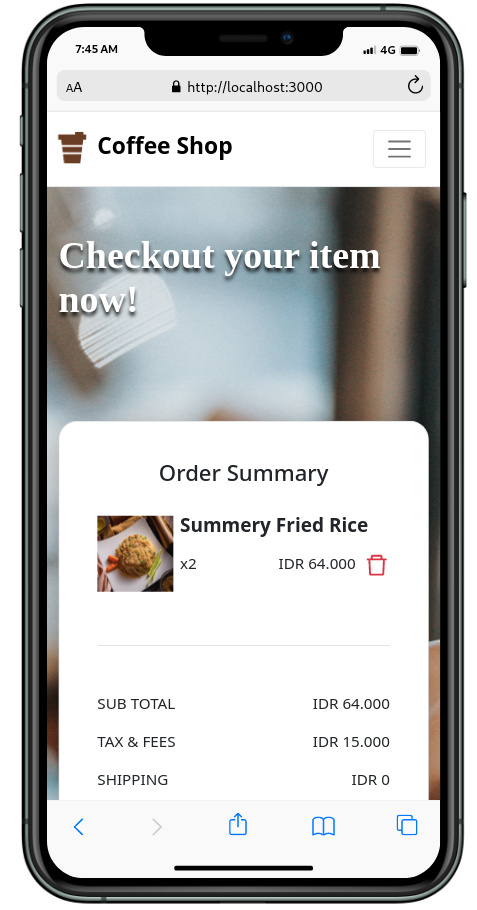 7:45 AM
4G
AA
http://localhost:3000
Coffee Shop
Checkout your item
now!
Order Summary
Summery Fried Rice
x2 IDR 64.000
SUB TOTAL IDR 64.000
TAX & FEES IDR 15.000
SHIPPING IDR 0